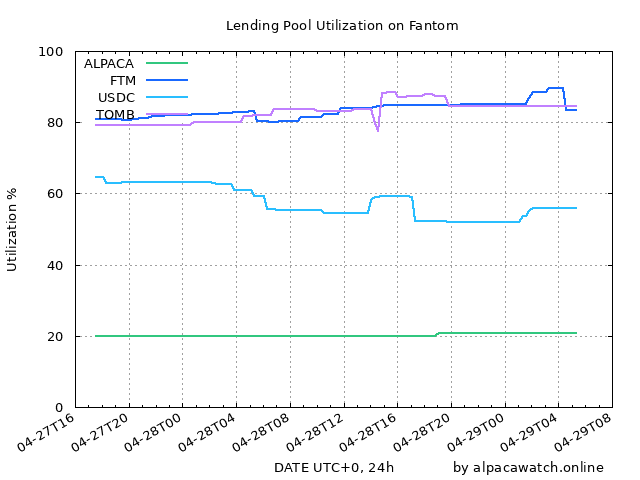 Lending Pool Utilization on Fantom
100
80
60
40
20
0
Utilization %
ALPACA
FTM
USDC
TOMB
04-27T16
04-27T20
04-28T00
04-28T04
04-28T08
04-28T12
04-28T16
04-28T20
04-29T00
04-29T04
04-29T08
DATE UTC+0, 24h
by alpacawatch.online